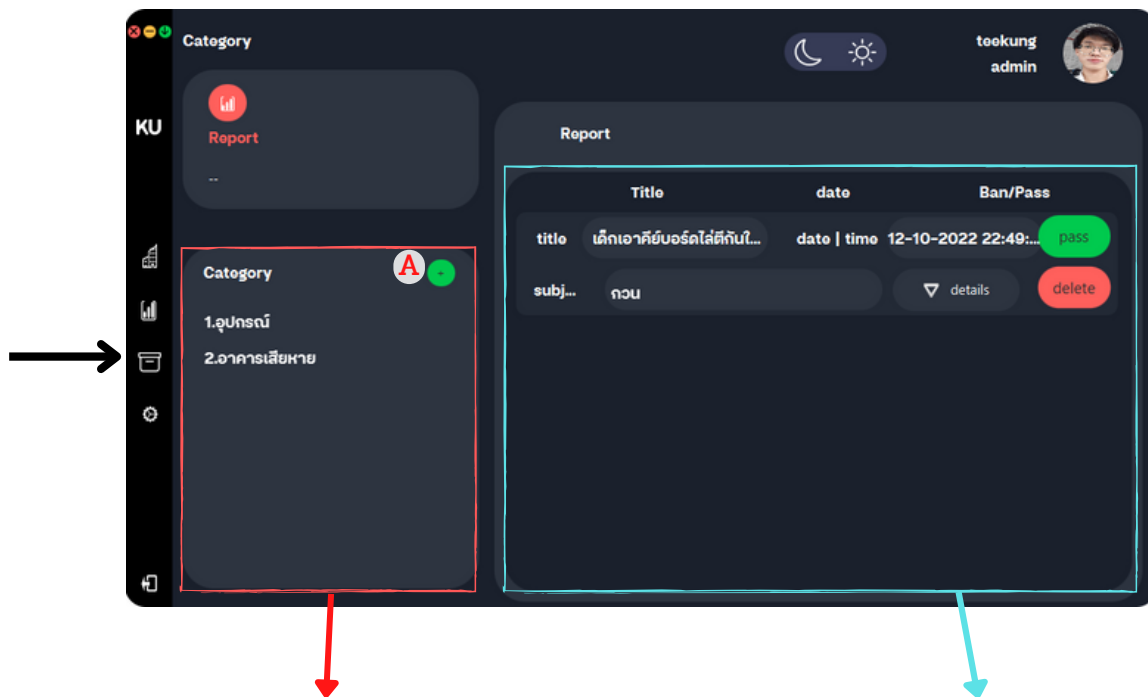 Category
teekung
admin
KU
Report
--
Report
Title date Ban/Pass
title เด็กเอาคีย์บอร์ดไล่ตีกันใ... date | time 12-10-2022 22:49:... pass
subj... กวน details delete
Category A +
1.อุปกรณ์
2.อาคารเสียหาย